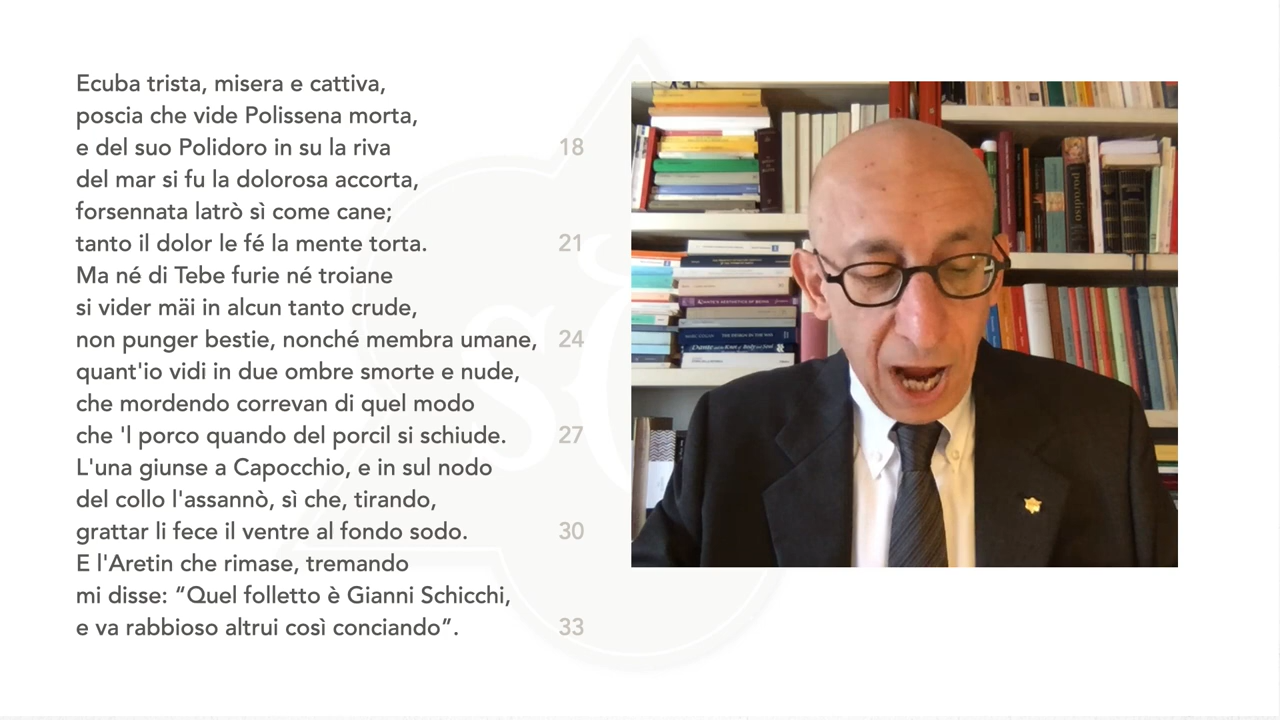 Ecuba trista, misera e cattiva,
poscia che vide Polissena morta,
e del suo Polidoro in su la riva 18
del mar si fu la dolorosa accorta,
forsennata latrò sì come cane;
tanto il dolor le fé la mente torta. 21
Ma né di Tebe furie né troiane
si vider mäi in alcun tanto crude,
non punger bestie, nonché membra umane, 24
quant'io vidi in due ombre smorte e nude,
che mordendo correvan di quel modo
che 'l porco quando del porcil si schiude. 27
L'una giunse a Capocchio, e in sul nodo
del collo l'assannò, sì che, tirando,
grattar li fece il ventre al fondo sodo. 30
E l'Aretin che rimase, tremando
mi disse: “Quel folletto è Gianni Schicchi,
e va rabbioso altrui così conciando”. 33
paradiso